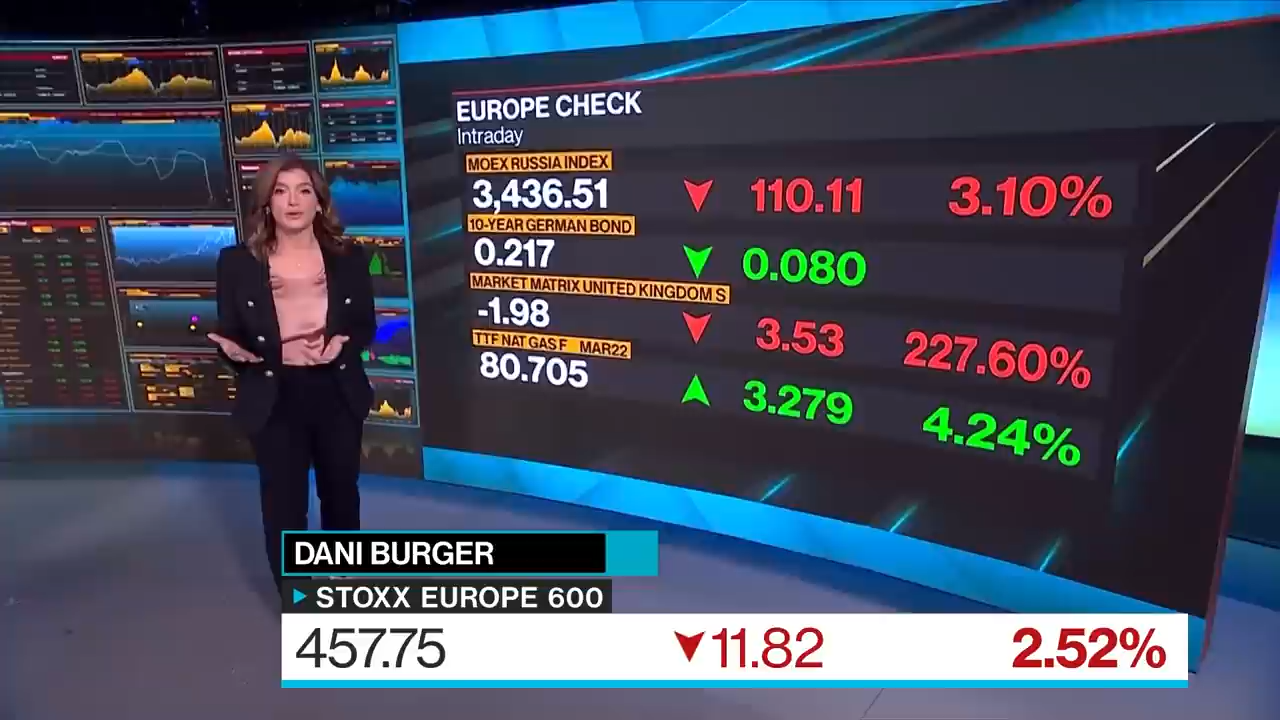 EUROPE CHECK
Intraday
MOEX RUSSIA INDEX
3,436.51 ▼ 110.11 3.10%
10-YEAR GERMAN BOND
0.217 ▼ 0.080
MARKET MATRIX UNITED KINGDOM S
-1.98 ▼ 3.53 227.60%
TTF NAT GAS F MAR22
80.705 ▲ 3.279 4.24%
DANI BURGER
STOXX EUROPE 600
457.75 ▼ 11.82 2.52%